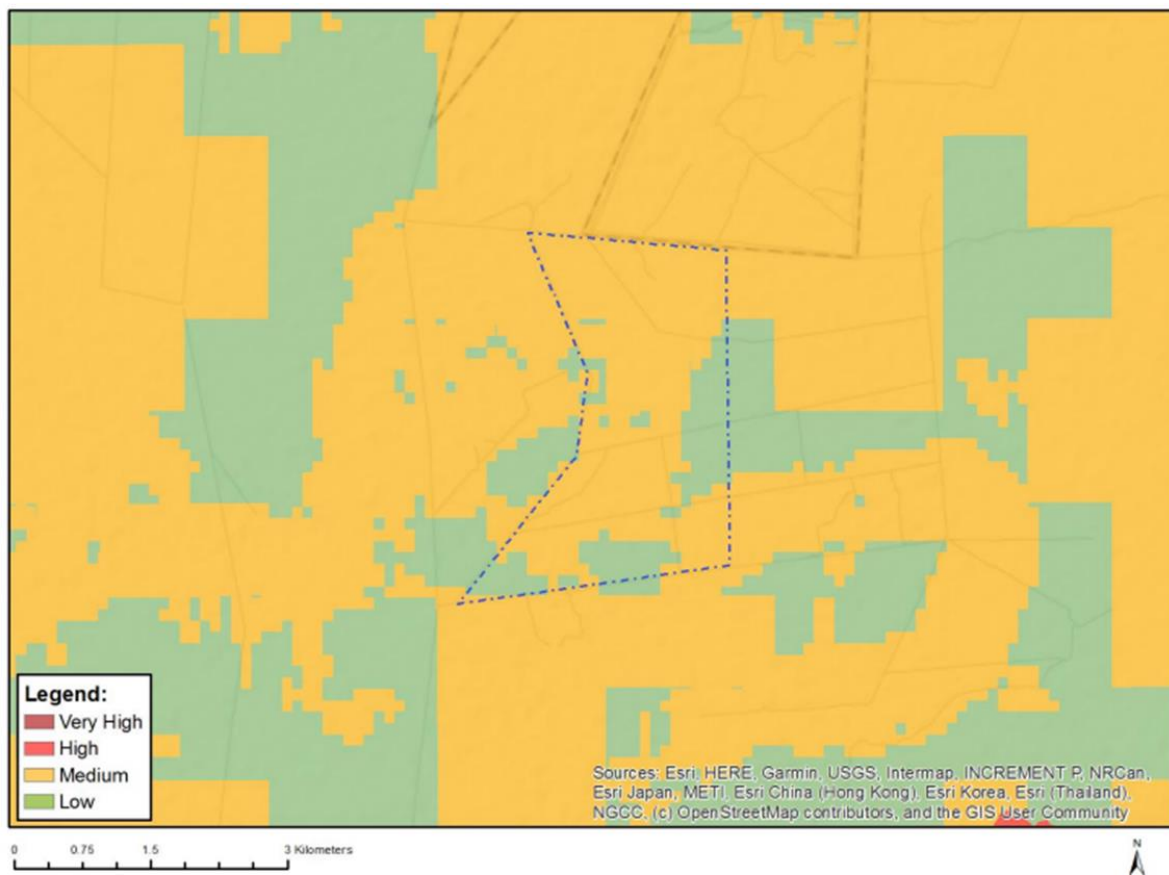 Legend:
Very High
High
Medium
Low
Sources: Esri, HERE, Garmin, USGS, Intermap, INCREMENT P, NRCan,
Esri Japan, METI, Esri China (Hong Kong), Esri Korea, Esri (Thailand),
NGCC, (c) OpenStreetMap contributors, and the GIS User Community
0 0.75 1.5 3 Kilometers
N